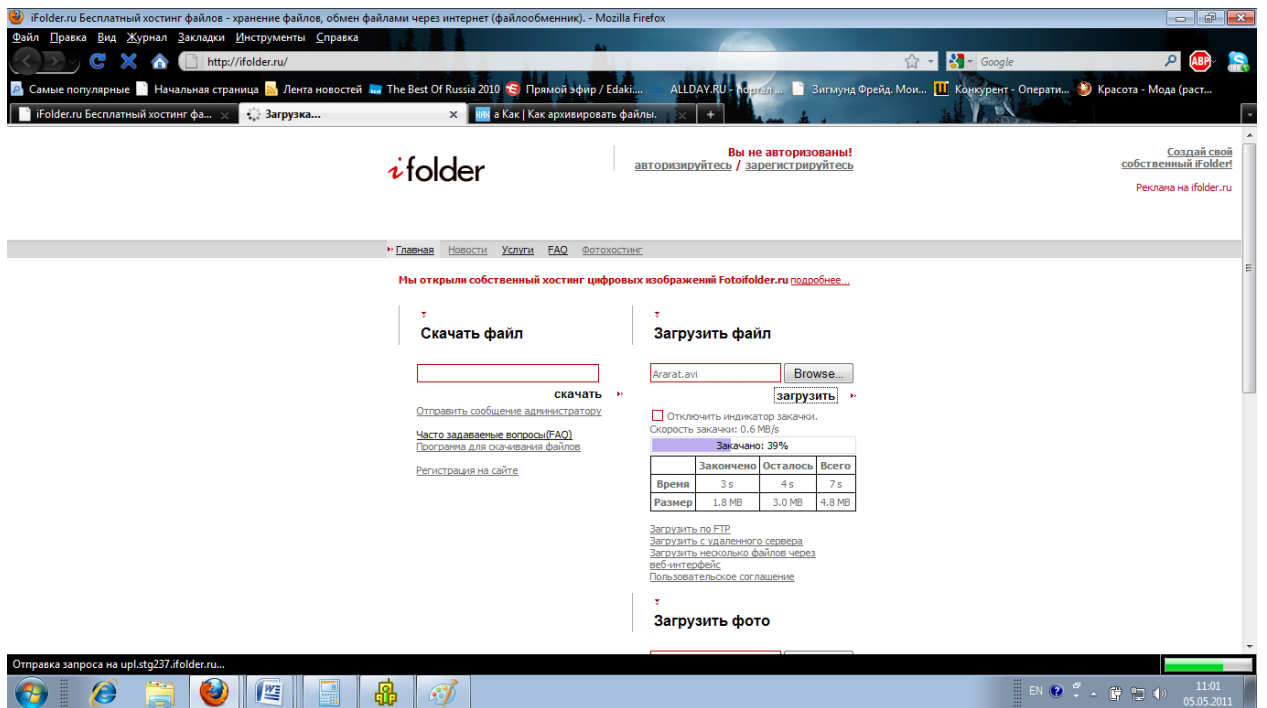 iFolder.ru Бесплатный хостинг файлов - хранение файлов, обмен файлами через интернет (файлообменник). - Mozilla Firefox
Файл Правка Вид Журнал Закладки Инструменты Справка
http://ifolder.ru/
Google
ABP
Самые популярные Начальная страница Лента новостей The Best Of Russia 2010 Прямой эфир / Edaki... ALLDAY.RU - портал ... Зигмунд Фрейд. Мои... Конкурент - Операти... Красота - Мода (раст...
iFolder.ru Бесплатный хостинг фа... Загрузка... а Как | Как архивировать файлы.
ifolder
Вы не авторизованы!
авторизируйтесь / зарегистрируйтесь
Создай свой
собственный iFolder!
Реклама на ifolder.ru
Главная Новости Услуги FAQ Фотохостинг
Мы открыли собственный хостинг цифровых изображений Fotoifolder.ru подробнее...
Скачать файл
скачать
Отправить сообщение администратору
Часто задаваемые вопросы(FAQ)
Программа для скачивания файлов
Регистрация на сайте
Загрузить файл
Ararat.avi Browse...
загрузить
Отключить индикатор закачки.
Скорость закачки: 0.6 MB/s
Закачано: 39%
Закончено Осталось Всего
Время 3 s 4 s 7 s
Размер 1.8 MB 3.0 MB 4.8 MB
Загрузить по FTP
Загрузить с удаленного сервера
Загрузить несколько файлов через
веб-интерфейс
Пользовательское соглашение
Загрузить фото
Отправка запроса на upl.stg237.ifolder.ru...
EN 11:01
05.05.2011